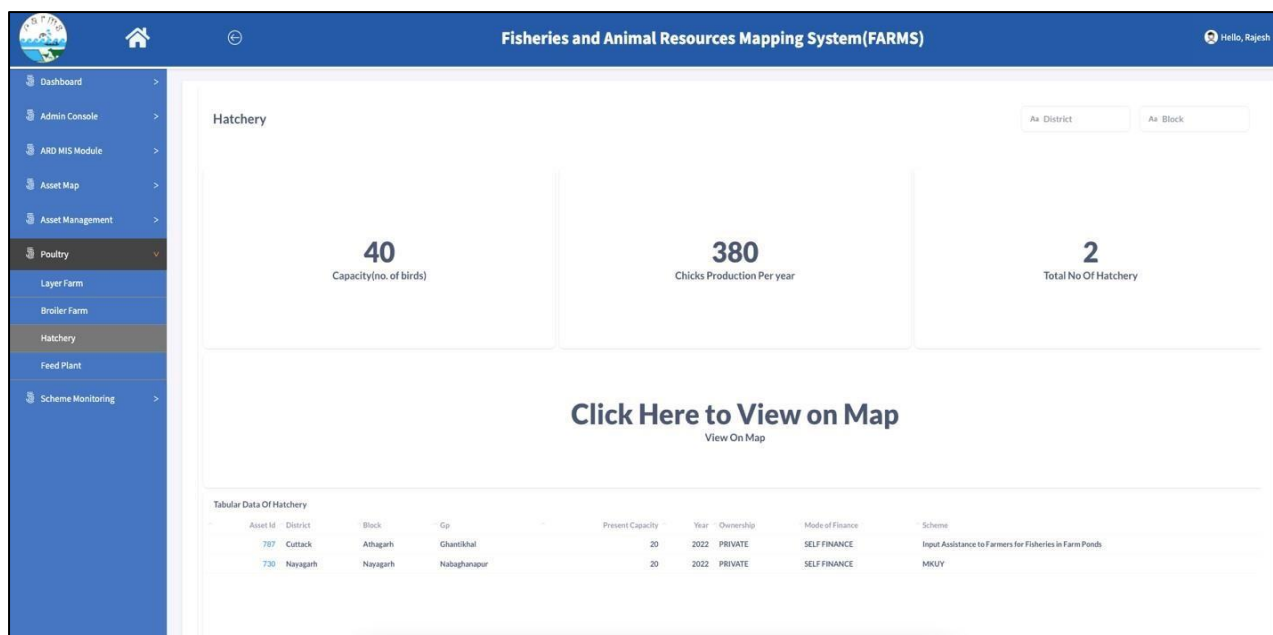 farms
Fisheries and Animal Resources Mapping System(FARMS)
Hello, Rajesh
Dashboard >
Admin Console >
ARD MIS Module >
Asset Map >
Asset Management >
Poultry v
Layer Farm
Broiler Farm
Hatchery
Feed Plant
Scheme Monitoring >
Hatchery
Aa District
Aa Block
40
Capacity(no. of birds)
380
Chicks Production Per year
2
Total No Of Hatchery
Click Here to View on Map
View On Map
Tabular Data Of Hatchery
Asset Id District Block Gp Present Capacity Year Ownership Mode of Finance Scheme
787 Cuttack Athagarh Ghantikhal 20 2022 PRIVATE SELF FINANCE Input Assistance to Farmers for Fisheries in Farm Ponds
730 Nayagarh Nayagarh Nabaghanapur 20 2022 PRIVATE SELF FINANCE MKUY